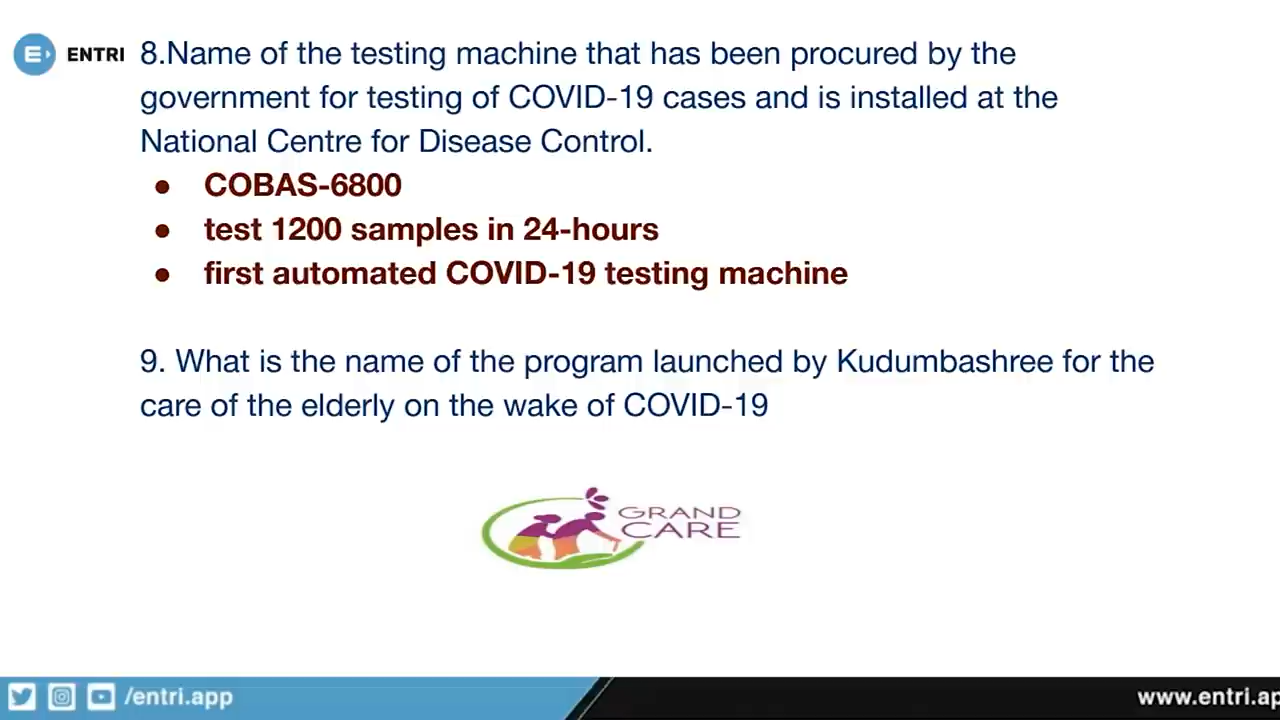 ENTRI
8.Name of the testing machine that has been procured by the
government for testing of COVID-19 cases and is installed at the
National Centre for Disease Control.
● COBAS-6800
● test 1200 samples in 24-hours
● first automated COVID-19 testing machine
9. What is the name of the program launched by Kudumbashree for the
care of the elderly on the wake of COVID-19
GRAND
CARE
/entri.app
www.entri.ap